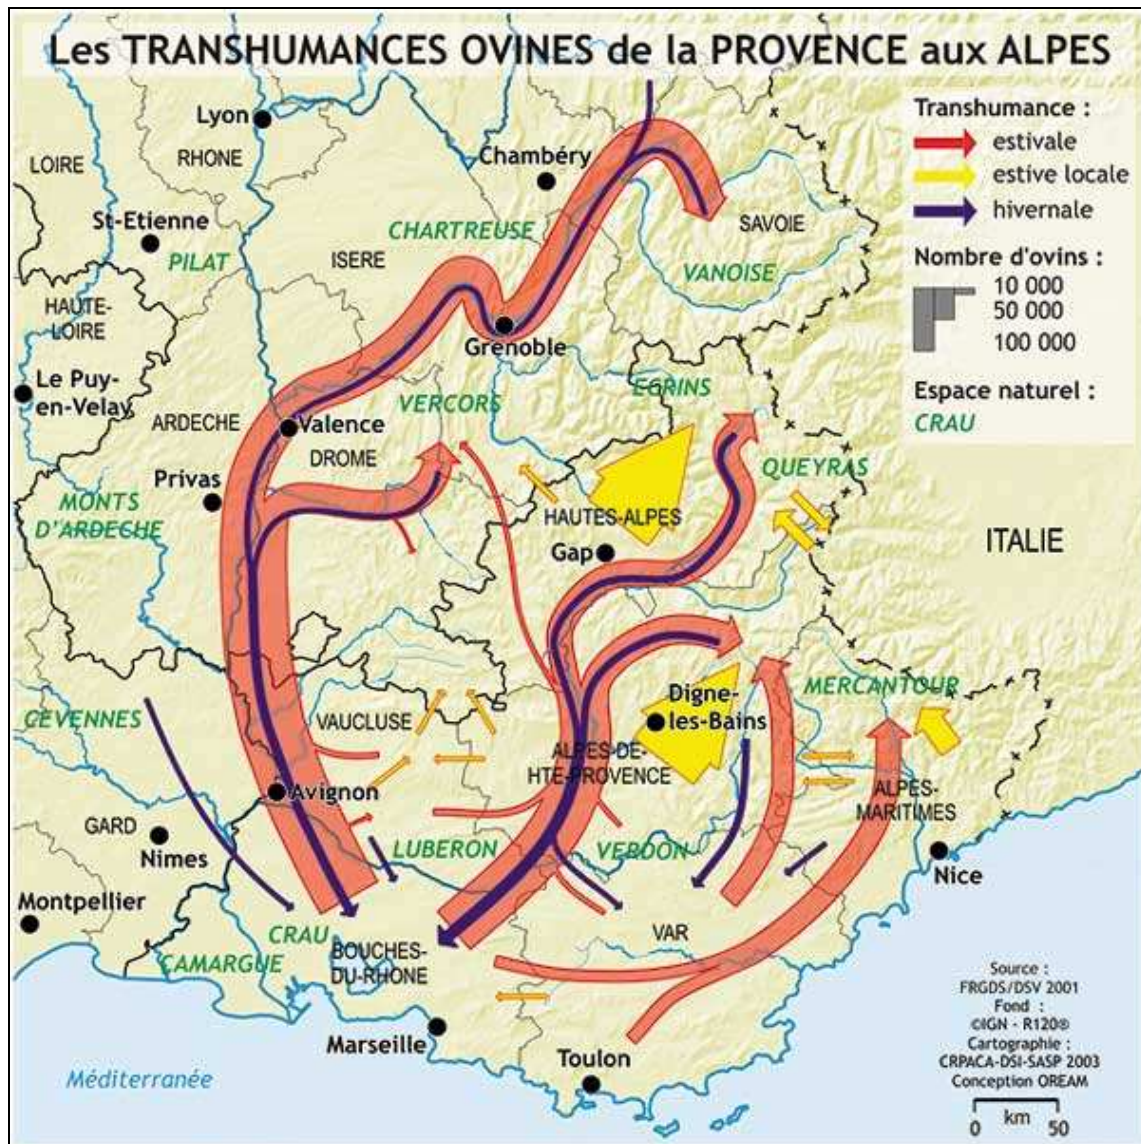 Les TRANSHUMANCES OVINES de la PROVENCE aux ALPES
Transhumance :
estivale
estive locale
hivernale
Nombre d'ovins :
10 000
50 000
100 000
Espace naturel :
CRAU
Lyon
LOIRE
RHONE
Chambéry
St-Etienne
PILAT
CHARTREUSE
SAVOIE
ISERE
VANOISE
HAUTE-
LOIRE
Grenoble
Le Puy-
en-Velay
EGRINS
VERCORS
ARDECHE
Valence
DROME
QUEYRAS
Privas
MONTS
D'ARDECHE
HAUTES-ALPES
Gap
ITALIE
MERCANTOUR
Digne-
les-Bains
CEVENNES
VAUCLUSE
ALPES-DE-
HTE-PROVENCE
Avignon
ALPES-
MARITIMES
GARD
Nimes
LUBERON
VERDON
Nice
Montpellier
CRAU
VAR
CAMARGUE
BOUCHES-
DU-RHONE
Marseille
Toulon
Méditerranée
Source :
FRGDS/DSV 2001
Fond :
©IGN - R120®
Cartographie :
CRPACA-DSI-SASP 2003
Conception OREAM
km
0 50